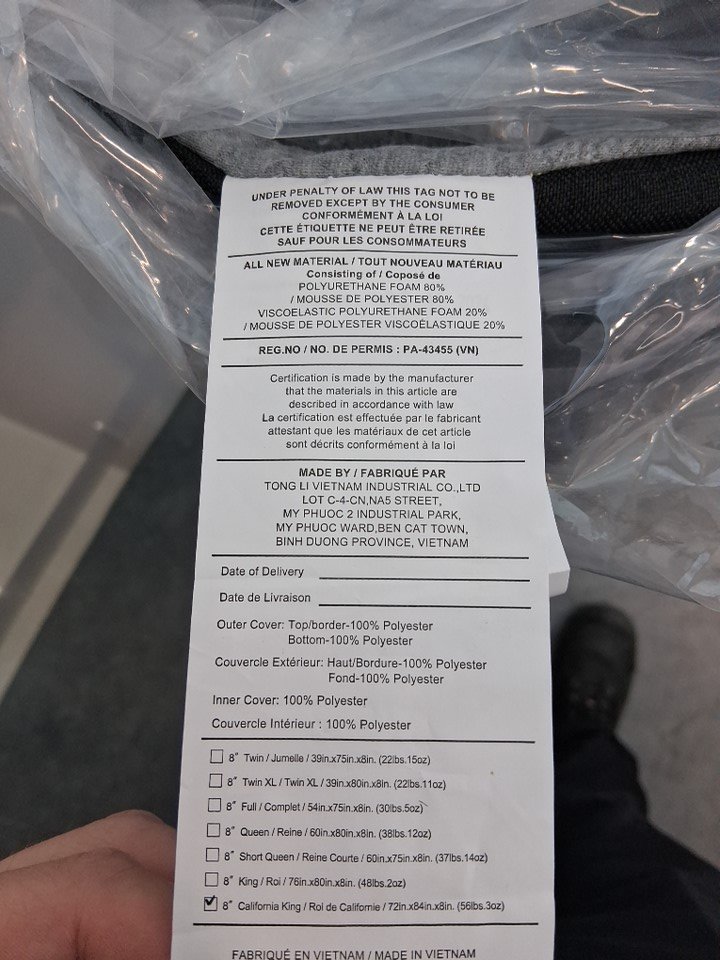 UNDER PENALTY OF LAW THIS TAG NOT TO BE
REMOVED EXCEPT BY THE CONSUMER
CONFORMÉMENT À LA LOI
CETTE ÉTIQUETTE NE PEUT ÊTRE RETIRÉE
SAUF POUR LES CONSOMMATEURS
ALL NEW MATERIAL / TOUT NOUVEAU MATÉRIAU
Consisting of / Coposé de
POLYURETHANE FOAM 80%
/ MOUSSE DE POLYESTER 80%
VISCOELASTIC POLYURETHANE FOAM 20%
/ MOUSSE DE POLYESTER VISCOÉLASTIQUE 20%
REG.NO / NO. DE PERMIS : PA-43455 (VN)
Certification is made by the manufacturer
that the materials in this article are
described in accordance with law
La certification est effectuée par le fabricant
attestant que les matériaux de cet article
sont décrits conformément à la loi
MADE BY / FABRIQUÉ PAR
TONG LI VIETNAM INDUSTRIAL CO.,LTD
LOT C-4-CN,NA5 STREET,
MY PHUOC 2 INDUSTRIAL PARK,
MY PHUOC WARD,BEN CAT TOWN,
BINH DUONG PROVINCE, VIETNAM
Date of Delivery
Date de Livraison
Outer Cover: Top/border-100% Polyester
Bottom-100% Polyester
Couvercle Extérieur: Haut/Bordure-100% Polyester
Fond-100% Polyester
Inner Cover: 100% Polyester
Couvercle Intérieur : 100% Polyester
8" Twin / Jumelle / 39in.x75in.x8in. (22lbs.15oz)
8" Twin XL / Twin XL / 39in.x80in.x8in. (22lbs.11oz)
8" Full / Complet / 54in.x75in.x8in. (30lbs.5oz)
8" Queen / Reine / 60in.x80in.x8in. (38lbs.12oz)
8" Short Queen / Reine Courte / 60in.x75in.x8in. (37lbs.14oz)
8" King / Roi / 76in.x80in.x8in. (48lbs.2oz)
8" California King / Roi de Californie / 72in.x84in.x8in. (56lbs.3oz)
FABRIQUÉ EN VIETNAM / MADE IN VIETNAM